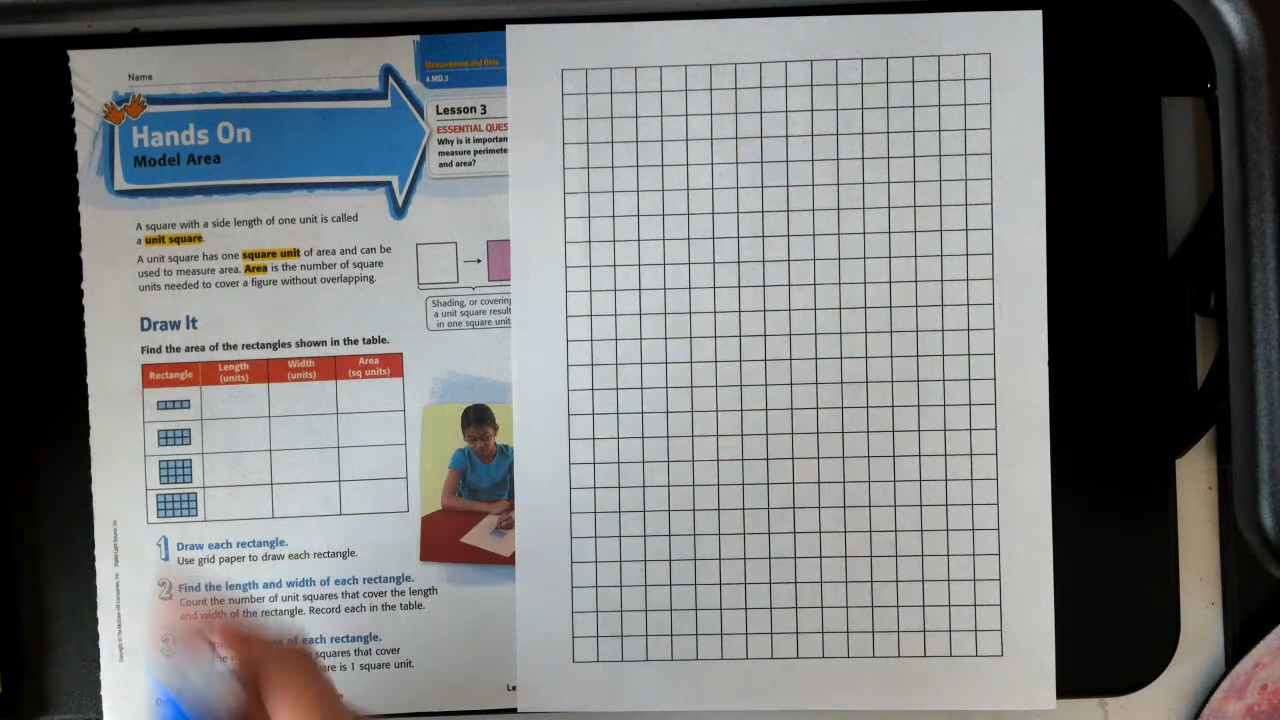 Name
Measurement and Data
4.MD.3
Hands On
Model Area
Lesson 3
ESSENTIAL QUES
Why is it importan
measure perimete
and area?
A square with a side length of one unit is called
a unit square.
A unit square has one square unit of area and can be
used to measure area. Area is the number of square
units needed to cover a figure without overlapping.
Shading, or covering
a unit square result
in one square unit
Draw It
Find the area of the rectangles shown in the table.
Rectangle Length (units) Width (units) Area (sq units)
1 Draw each rectangle.
Use grid paper to draw each rectangle.
2 Find the length and width of each rectangle.
Count the number of unit squares that cover the length
and width of the rectangle. Record each in the table.
3 of each rectangle.
squares that cover
are is 1 square unit.
Le